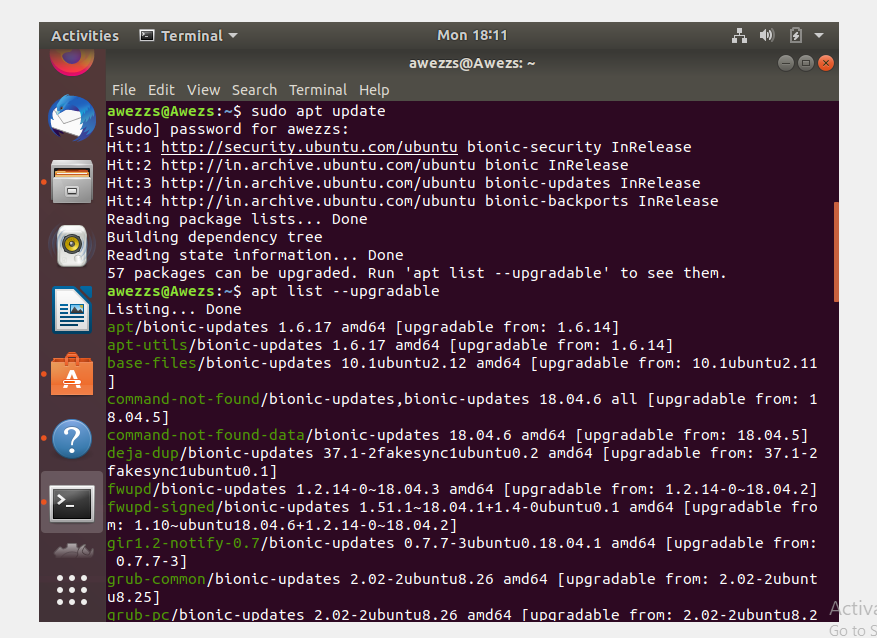 Activities Terminal Mon 18:11
awezzs@Awezs: ~
File Edit View Search Terminal Help
awezzs@Awezs:~$ sudo apt update
[sudo] password for awezzs:
Hit:1 http://security.ubuntu.com/ubuntu bionic-security InRelease
Hit:2 http://in.archive.ubuntu.com/ubuntu bionic InRelease
Hit:3 http://in.archive.ubuntu.com/ubuntu bionic-updates InRelease
Hit:4 http://in.archive.ubuntu.com/ubuntu bionic-backports InRelease
Reading package lists... Done
Building dependency tree
Reading state information... Done
57 packages can be upgraded. Run 'apt list --upgradable' to see them.
awezzs@Awezs:~$ apt list --upgradable
Listing... Done
apt/bionic-updates 1.6.17 amd64 [upgradable from: 1.6.14]
apt-utils/bionic-updates 1.6.17 amd64 [upgradable from: 1.6.14]
base-files/bionic-updates 10.1ubuntu2.12 amd64 [upgradable from: 10.1ubuntu2.11
]
command-not-found/bionic-updates,bionic-updates 18.04.6 all [upgradable from: 1
8.04.5]
command-not-found-data/bionic-updates 18.04.6 amd64 [upgradable from: 18.04.5]
deja-dup/bionic-updates 37.1-2fakesync1ubuntu0.2 amd64 [upgradable from: 37.1-2
fakesync1ubuntu0.1]
fwupd/bionic-updates 1.2.14-0~18.04.3 amd64 [upgradable from: 1.2.14-0~18.04.2]
fwupd-signed/bionic-updates 1.51.1~18.04.1+1.4-0ubuntu0.1 amd64 [upgradable fro
m: 1.10~ubuntu18.04.6+1.2.14-0~18.04.2]
gir1.2-notify-0.7/bionic-updates 0.7.7-3ubuntu0.18.04.1 amd64 [upgradable from:
 0.7.7-3]
grub-common/bionic-updates 2.02-2ubuntu8.26 amd64 [upgradable from: 2.02-2ubunt
u8.25]
grub-pc/bionic-updates 2.02-2ubuntu8.26 amd64 [upgradable from: 2.02-2ubuntu8.2
Activa
Go to S